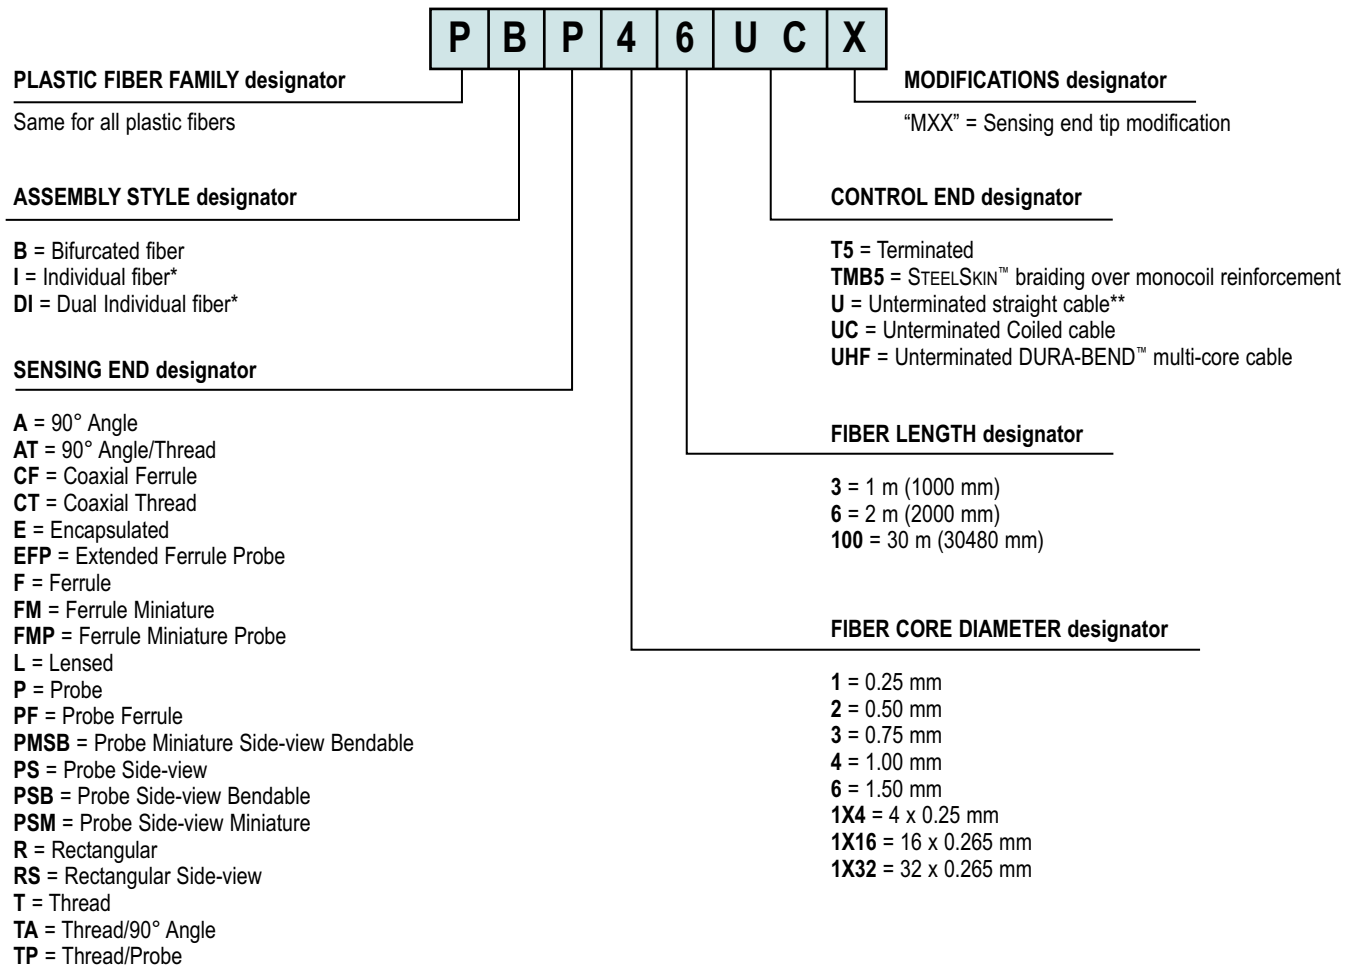 P B P 4 6 U C X
PLASTIC FIBER FAMILY designator
Same for all plastic fibers
ASSEMBLY STYLE designator
B = Bifurcated fiber
I = Individual fiber*
DI = Dual Individual fiber*
SENSING END designator
A = 90° Angle
AT = 90° Angle/Thread
CF = Coaxial Ferrule
CT = Coaxial Thread
E = Encapsulated
EFP = Extended Ferrule Probe
F = Ferrule
FM = Ferrule Miniature
FMP = Ferrule Miniature Probe
L = Lensed
P = Probe
PF = Probe Ferrule
PMSB = Probe Miniature Side-view Bendable
PS = Probe Side-view
PSB = Probe Side-view Bendable
PSM = Probe Side-view Miniature
R = Rectangular
RS = Rectangular Side-view
T = Thread
TA = Thread/90° Angle
TP = Thread/Probe
MODIFICATIONS designator
“MXX” = Sensing end tip modification
CONTROL END designator
T5 = Terminated
TMB5 = STEELSKIN™ braiding over monocoil reinforcement
U = Unterminated straight cable**
UC = Unterminated Coiled cable
UHF = Unterminated DURA-BEND™ multi-core cable
FIBER LENGTH designator
3 = 1 m (1000 mm)
6 = 2 m (2000 mm)
100 = 30 m (30480 mm)
FIBER CORE DIAMETER designator
1 = 0.25 mm
2 = 0.50 mm
3 = 0.75 mm
4 = 1.00 mm
6 = 1.50 mm
1X4 = 4 x 0.25 mm
1X16 = 16 x 0.265 mm
1X32 = 32 x 0.265 mm